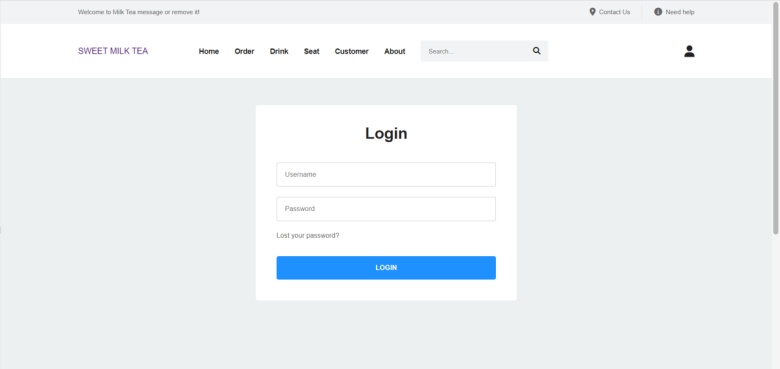 Welcome to Milk Tea message or remove it!
Contact Us
Need help
SWEET MILK TEA
Home
Order
Drink
Seat
Customer
About
Search...
Login
Username
Password
Lost your password?
LOGIN